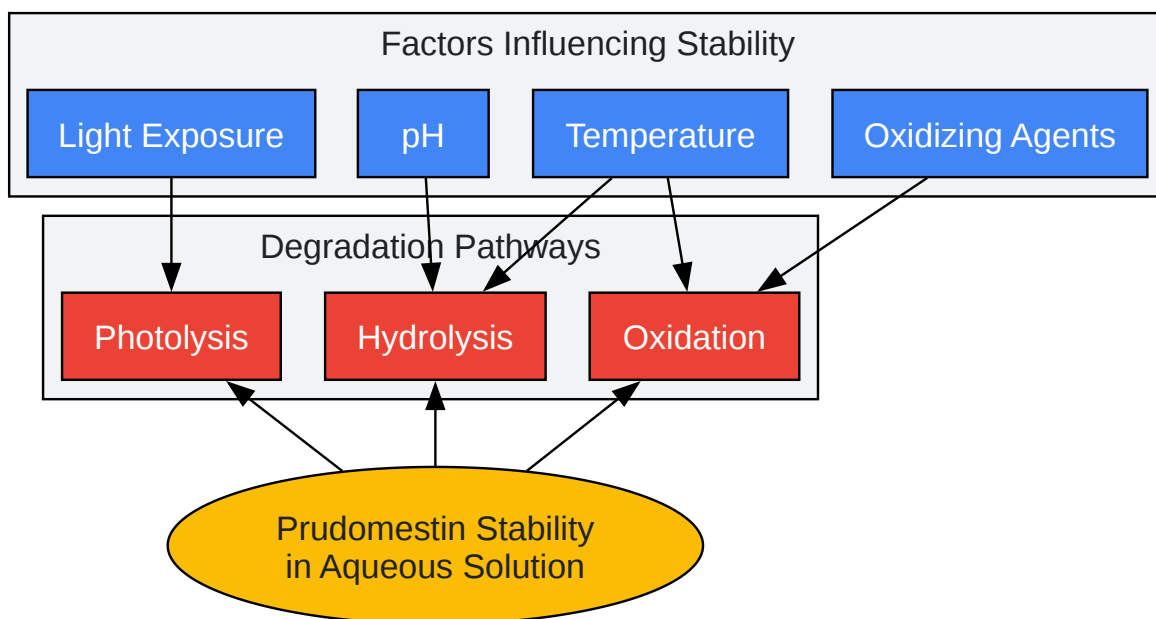 Factors Influencing Stability
Light Exposure
pH
Temperature
Oxidizing Agents
Degradation Pathways
Photolysis
Hydrolysis
Oxidation
Prudomestin Stability
in Aqueous Solution